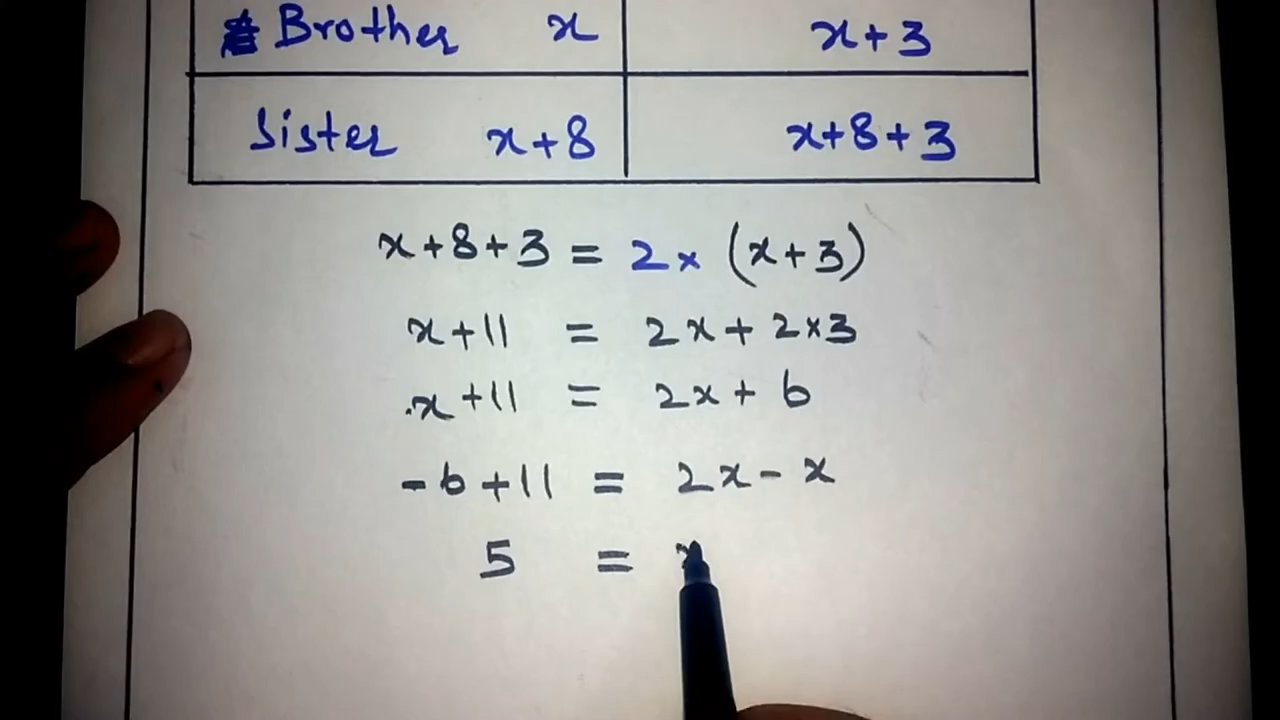 Brother x x+3
Sister x+8 x+8+3
x+8+3 = 2× (x+3)
x+11 = 2x+ 2×3
x+11 = 2x+ 6
-6+11 = 2x- x
5 =